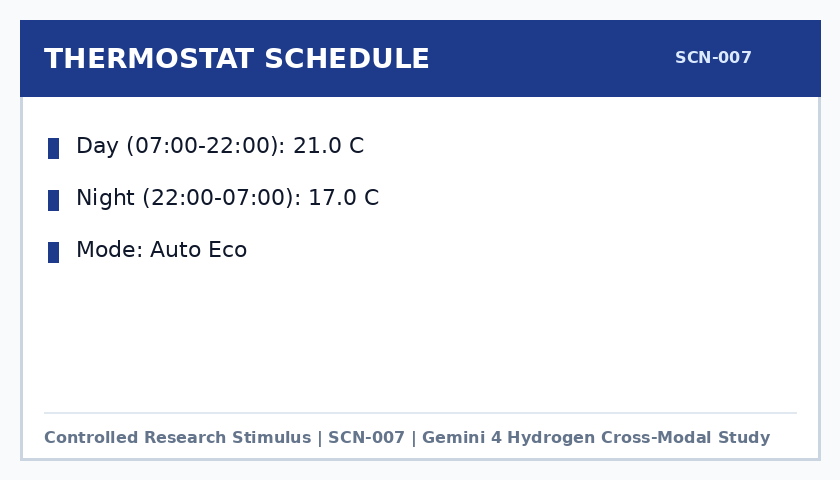 THERMOSTAT SCHEDULE
SCN-007
Day (07:00-22:00): 21.0 C
Night (22:00-07:00): 17.0 C
Mode: Auto Eco
Controlled Research Stimulus | SCN-007 | Gemini 4 Hydrogen Cross-Modal Study